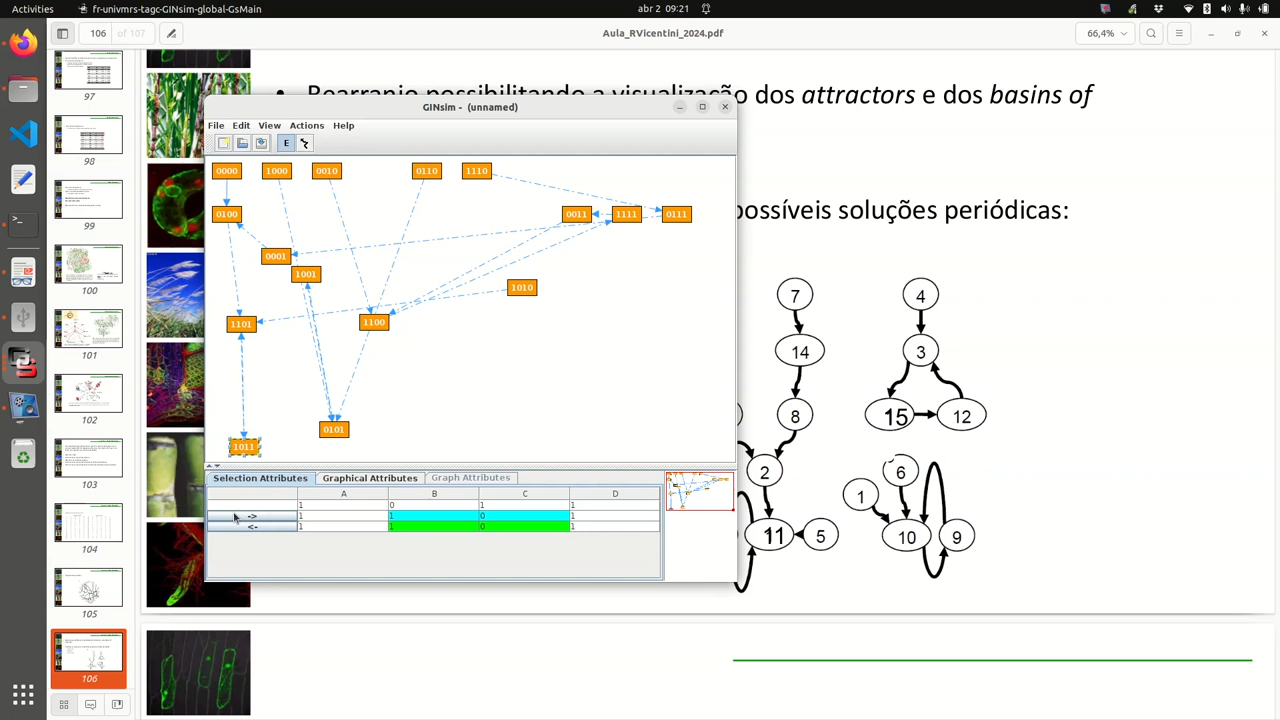 Activities
fr-univmrs-tagc-GINsim-global-GsMain
abr 2 09:21
106 of 107
Aula_RVicentini_2024.pdf
66,4%
97
98
99
100
101
102
103
104
105
106
• Rearranjo possibilitando a visualização dos attractors e dos basins of
possíveis soluções periódicas:
GINsim - (unnamed)
File Edit View Actions Help
E
0000 1000 0010 0110 1110
0100 0011 1111 0111
0001
1001
1010
1101 1100
0101
1011
Selection Attributes Graphical Attributes Graph Attributes
A B C D
1 0 1 1
-> 1 1 0 1
<- 1 1 0 1
7 4
14 3
8 15 12
2 6
1
11 5 10 9